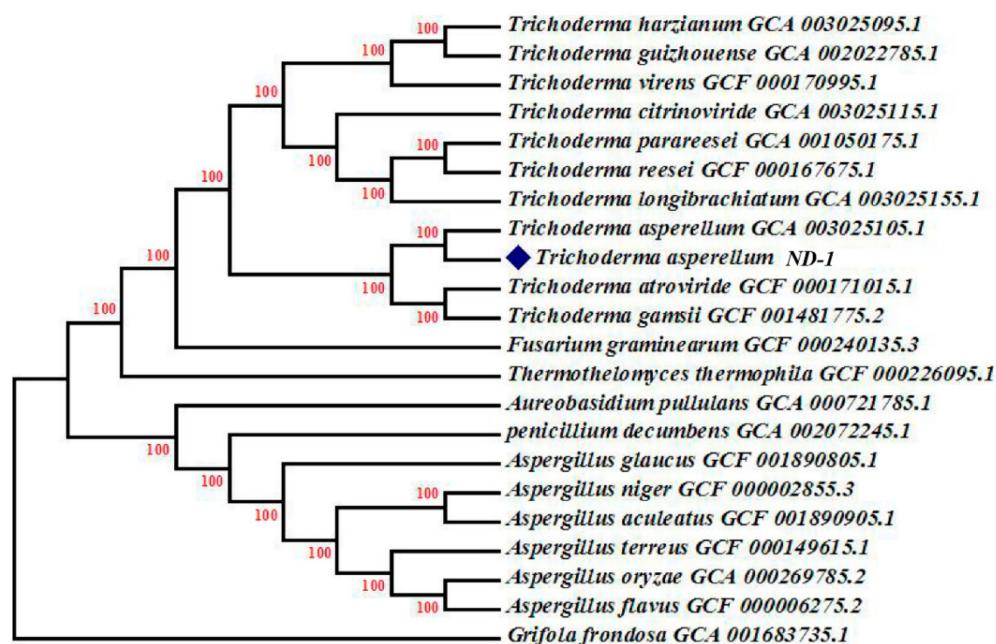 100 Trichoderma harzianum GCA 003025095.1
100 Trichoderma guizhouense GCA 002022785.1
Trichoderma virens GCF 000170995.1
100 Trichoderma citrinoviride GCA 003025115.1
100 Trichoderma parareesei GCA 001050175.1
100 Trichoderma reesei GCF 000167675.1
100 100 Trichoderma longibrachiatum GCA 003025155.1
100 Trichoderma asperellum GCA 003025105.1
100 Trichoderma asperellum ND-1
100 Trichoderma atroviride GCF 000171015.1
100 100 Trichoderma gamsii GCF 001481775.2
Fusarium graminearum GCF 000240135.3
Thermothelomyces thermophila GCF 000226095.1
Aureobasidium pullulans GCA 000721785.1
100 penicillium decumbens GCA 002072245.1
100 Aspergillus glaucus GCF 001890805.1
100 Aspergillus niger GCF 000002855.3
100 Aspergillus aculeatus GCF 001890905.1
100 Aspergillus terreus GCF 000149615.1
100 Aspergillus oryzae GCA 000269785.2
100 Aspergillus flavus GCF 000006275.2
Grifola frondosa GCA 001683735.1